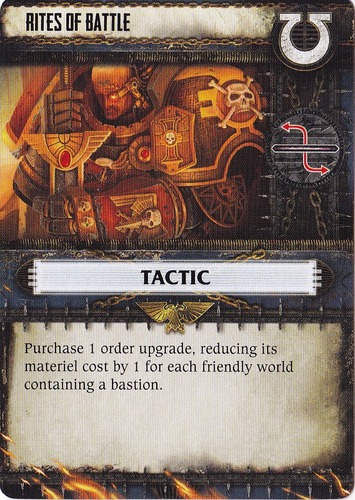 RITES OF BATTLE
TACTIC
Purchase 1 order upgrade, reducing its
materiel cost by 1 for each friendly world
containing a bastion.